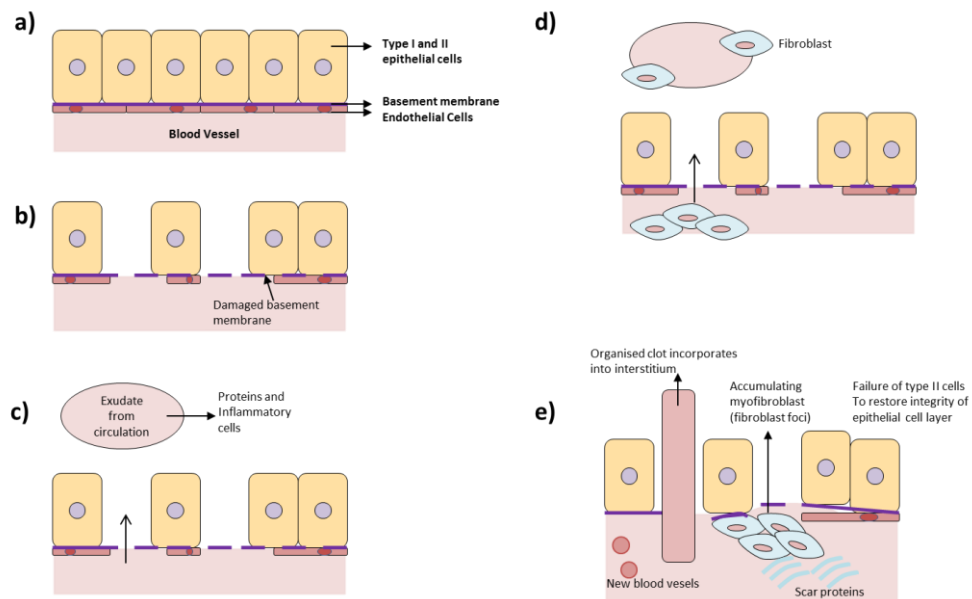 a)
Type I and II
epithelial cells
Basement membrane
Endothelial Cells
Blood Vessel
b)
Damaged basement
membrane
c)
Exudate
from
circulation
Proteins and
Inflammatory
cells
d)
Fibroblast
e)
Organised clot incorporates
into interstitium
Accumulating
myofibroblast
(fibroblast foci)
Failure of type II cells
To restore integrity of
epithelial cell layer
New blood vesels
Scar proteins